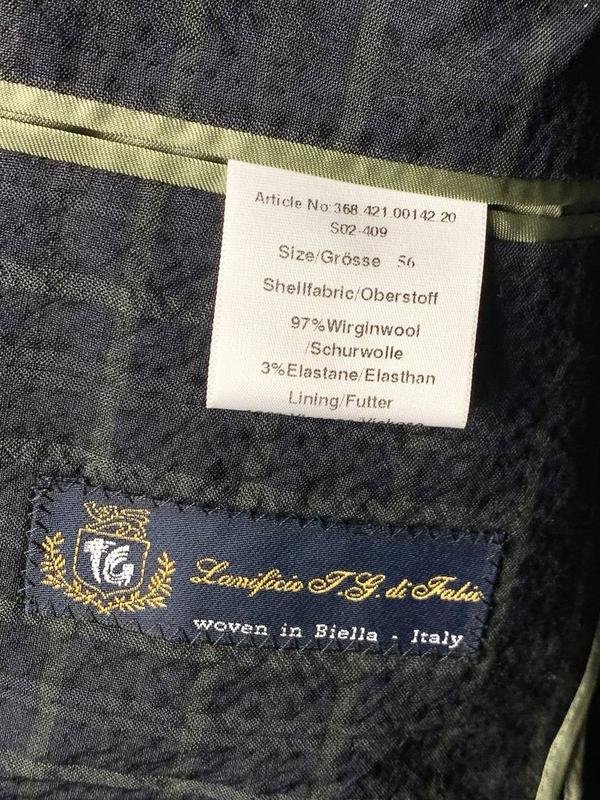 Article No:368.421.00142.20
S02-409
Size/Grösse 56
Shellfabric/Oberstoff
97%Wirginwool
/Schurwolle
3%Elastane/Elasthan
Lining/Futter
TG
Lanificio T.G. di Fabio
woven in Biella - Italy